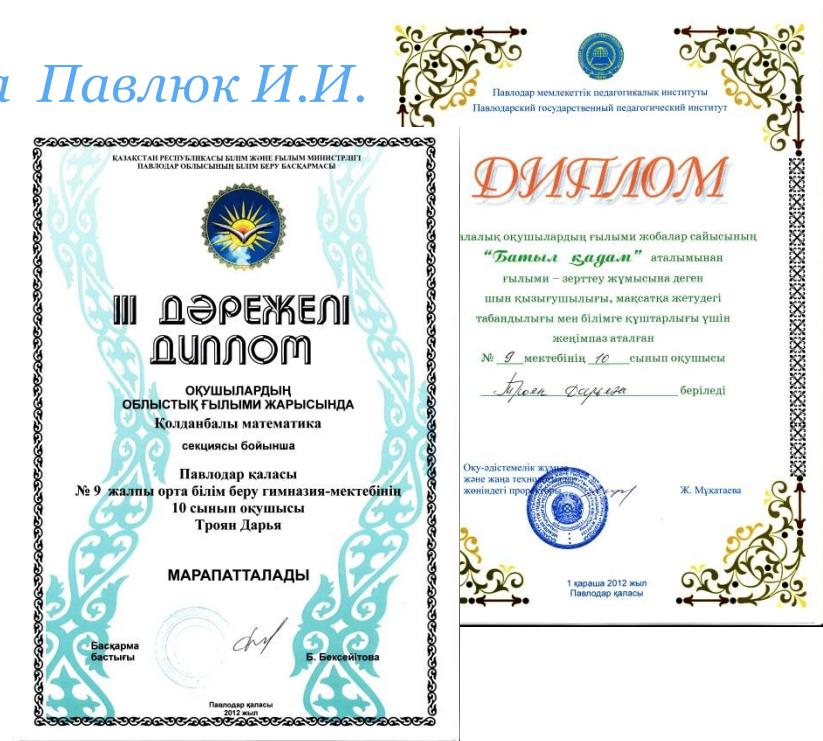 Павлюк И.И.
ҚАЗАҚСТАН РЕСПУБЛИКАСЫ БІЛІМ ЖӘНЕ ҒЫЛЫМ МИНИСТРЛІГІ
ПАВЛОДАР ОБЛЫСЫНЫҢ БІЛІМ БЕРУ БАСҚАРМАСЫ
III ДӘРЕЖЕЛІ
ДИПЛОМ
ОҚУШЫЛАРДЫҢ
ОБЛЫСТЫҚ ҒЫЛЫМИ ЖАРЫСЫНДА
Қолданбалы математика
секциясы бойынша
Павлодар қаласы
№ 9 жалпы орта білім беру гимназия-мектебінің
10 сынып оқушысы
Троян Дарья
МАРАПАТТАЛАДЫ
Басқарма
бастығы
Б. Бексейітова
Павлодар қаласы
2012 жыл
Павлодар мемлекеттік педагогикалық институты
Павлодарский государственный педагогический институт
ДИПЛОМ
алалық оқушылардың ғылыми жобалар сайысының
“Батыл қадам” аталымынан
ғылыми – зерттеу жұмысына деген
шын қызығушылығы, мақсатқа жетудегі
табандылығы мен білімге құштарлығы үшін
жеңімпаз аталған
№ 9 мектебінің 10 сынып оқушысы
Троян беріледі
Оқу-әдістемелік
және жаңа
жөніндегі
Ж. Мұқатаева
1 қараша 2012 жыл
Павлодар қаласы